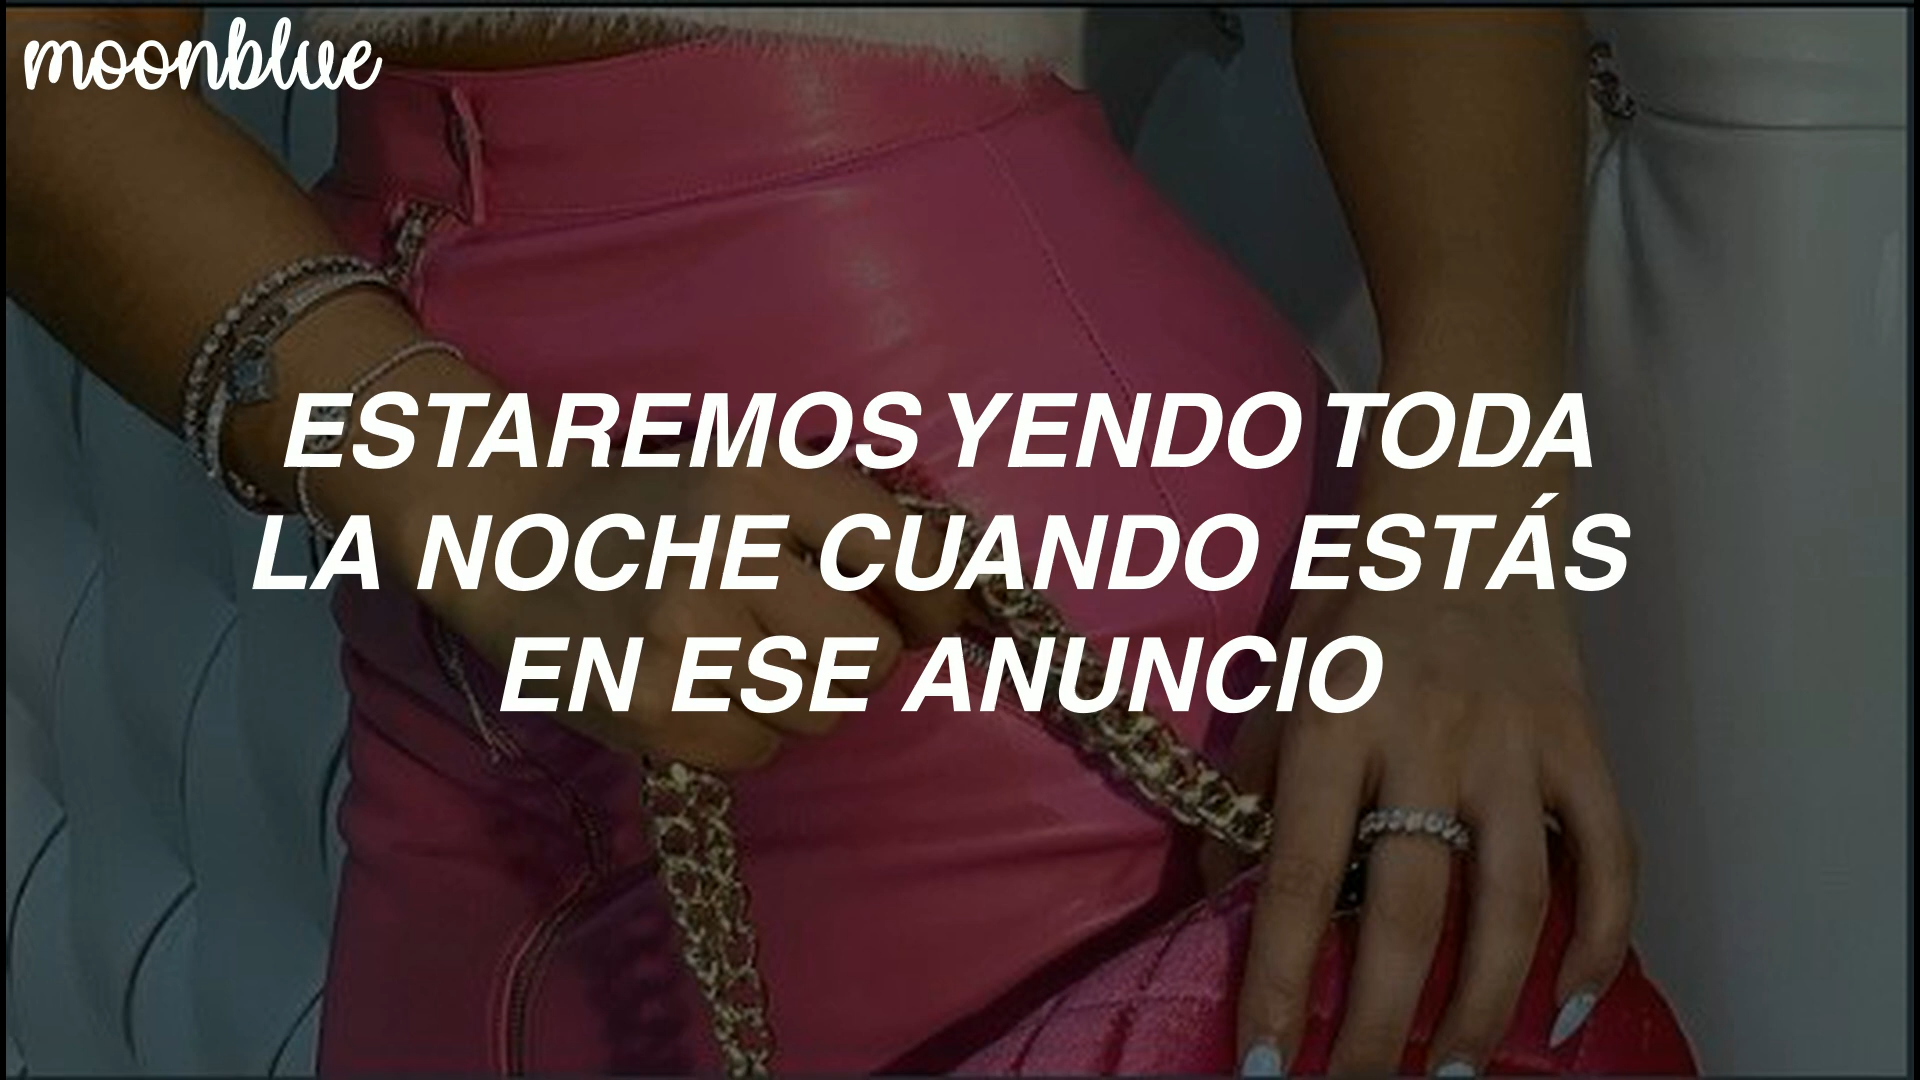 moonblue
ESTAREMOS YENDO TODA
LA NOCHE CUANDO ESTÁS
EN ESE ANUNCIO